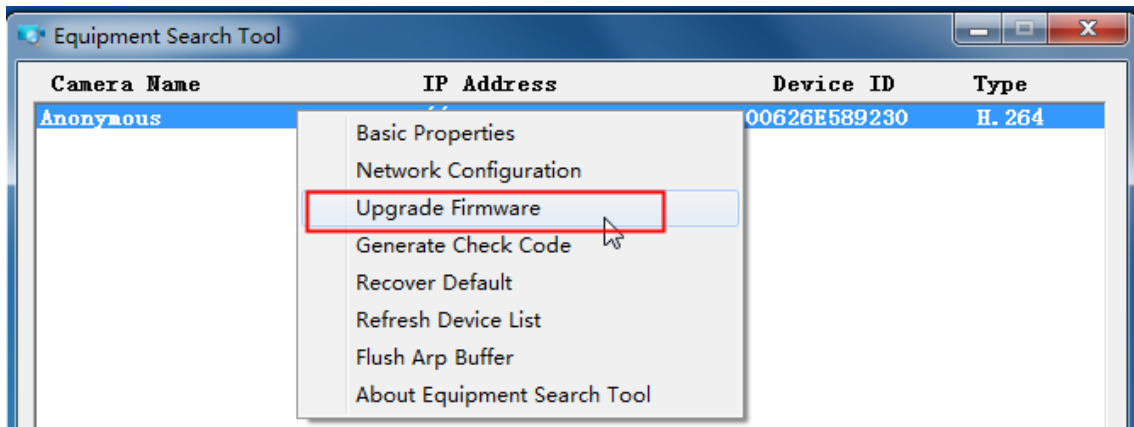 Equipment Search Tool
Camera Name IP Address Device ID Type
Anonymous 00626E589230 H.264
Basic Properties
Network Configuration
Upgrade Firmware
Generate Check Code
Recover Default
Refresh Device List
Flush Arp Buffer
About Equipment Search Tool